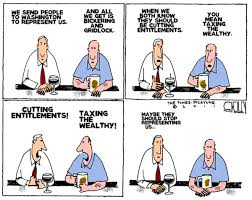 WE SEND PEOPLE
TO WASHINGTON
TO REPRESENT US.
AND ALL
WE GET IS
BICKERING
AND
GRIDLOCK.
WHEN WE
BOTH KNOW
THEY SHOULD
BE CUTTING
ENTITLEMENTS.
YOU
MEAN
TAXING
THE
WEALTHY.
THE TIMES-PICAYUNE
CUTTING
ENTITLEMENTS!
TAXING
THE
WEALTHY!
MAYBE THEY
SHOULD STOP
REPRESENTING
US...